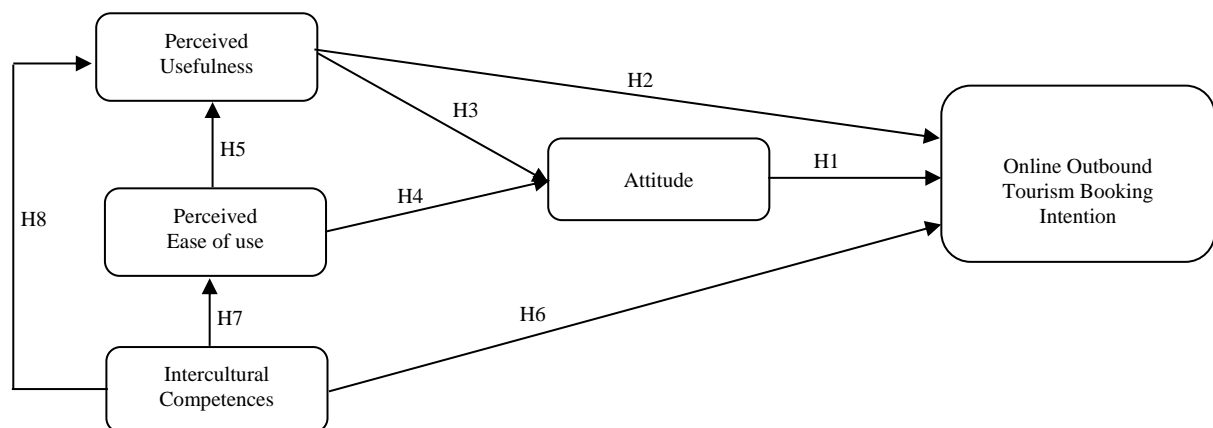 Perceived
Usefulness
H2
H3
H5
Attitude
H1
Online Outbound
Tourism Booking
Intention
H4
Perceived
Ease of use
H8
H7
H6
Intercultural
Competences